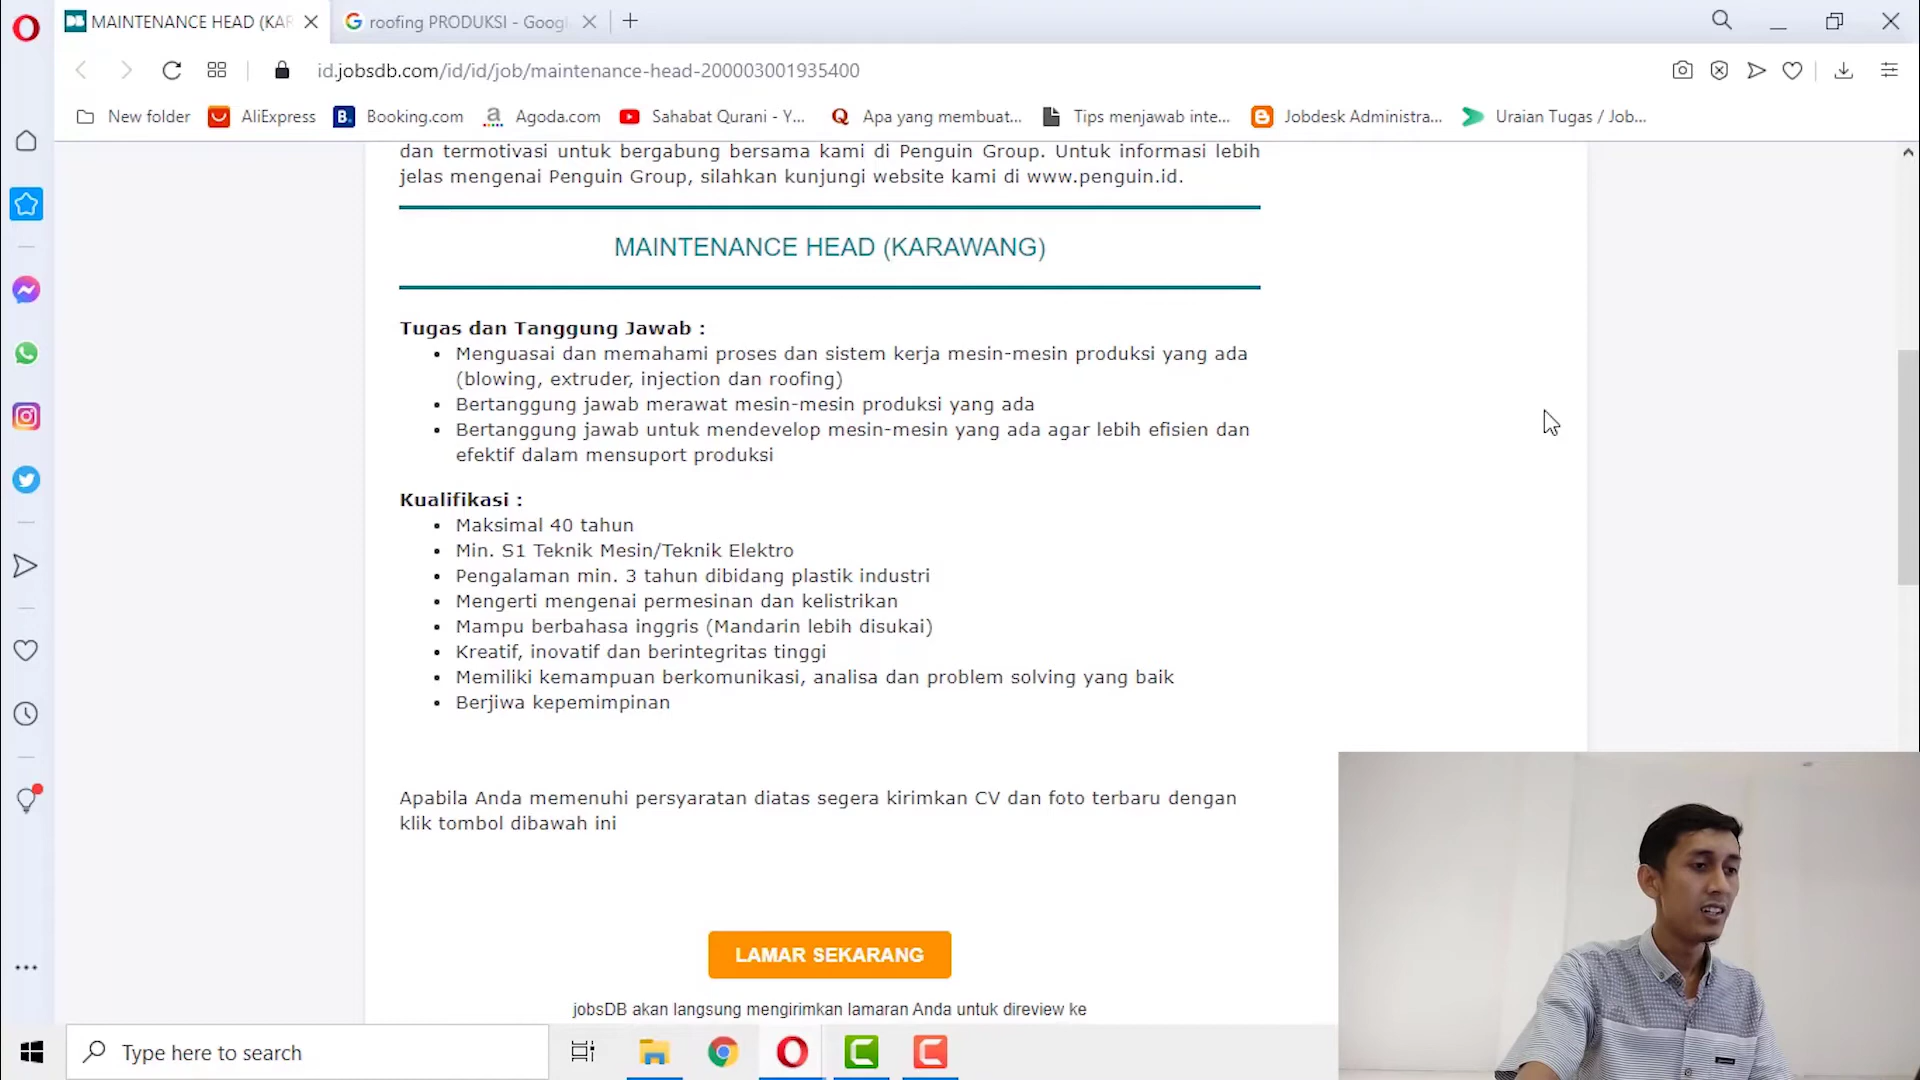 MAINTENANCE HEAD (KAR
roofing PRODUKSI - Googl
id.jobsdb.com/id/id/job/maintenance-head-200003001935400
New folder
AliExpress
Booking.com
Agoda.com
Sahabat Qurani - Y...
Apa yang membuat...
Tips menjawab inte...
Jobdesk Administra...
Uraian Tugas / Job...
dan termotivasi untuk bergabung bersama kami di Penguin Group. Untuk informasi lebih
jelas mengenai Penguin Group, silahkan kunjungi website kami di www.penguin.id.
MAINTENANCE HEAD (KARAWANG)
Tugas dan Tanggung Jawab :
• Menguasai dan memahami proses dan sistem kerja mesin-mesin produksi yang ada
(blowing, extruder, injection dan roofing)
• Bertanggung jawab merawat mesin-mesin produksi yang ada
• Bertanggung jawab untuk mendevelop mesin-mesin yang ada agar lebih efisien dan
efektif dalam mensuport produksi
Kualifikasi :
• Maksimal 40 tahun
• Min. S1 Teknik Mesin/Teknik Elektro
• Pengalaman min. 3 tahun dibidang plastik industri
• Mengerti mengenai permesinan dan kelistrikan
• Mampu berbahasa inggris (Mandarin lebih disukai)
• Kreatif, inovatif dan berintegritas tinggi
• Memiliki kemampuan berkomunikasi, analisa dan problem solving yang baik
• Berjiwa kepemimpinan
Apabila Anda memenuhi persyaratan diatas segera kirimkan CV dan foto terbaru dengan
klik tombol dibawah ini
LAMAR SEKARANG
jobsDB akan langsung mengirimkan lamaran Anda untuk direview ke
Type here to search